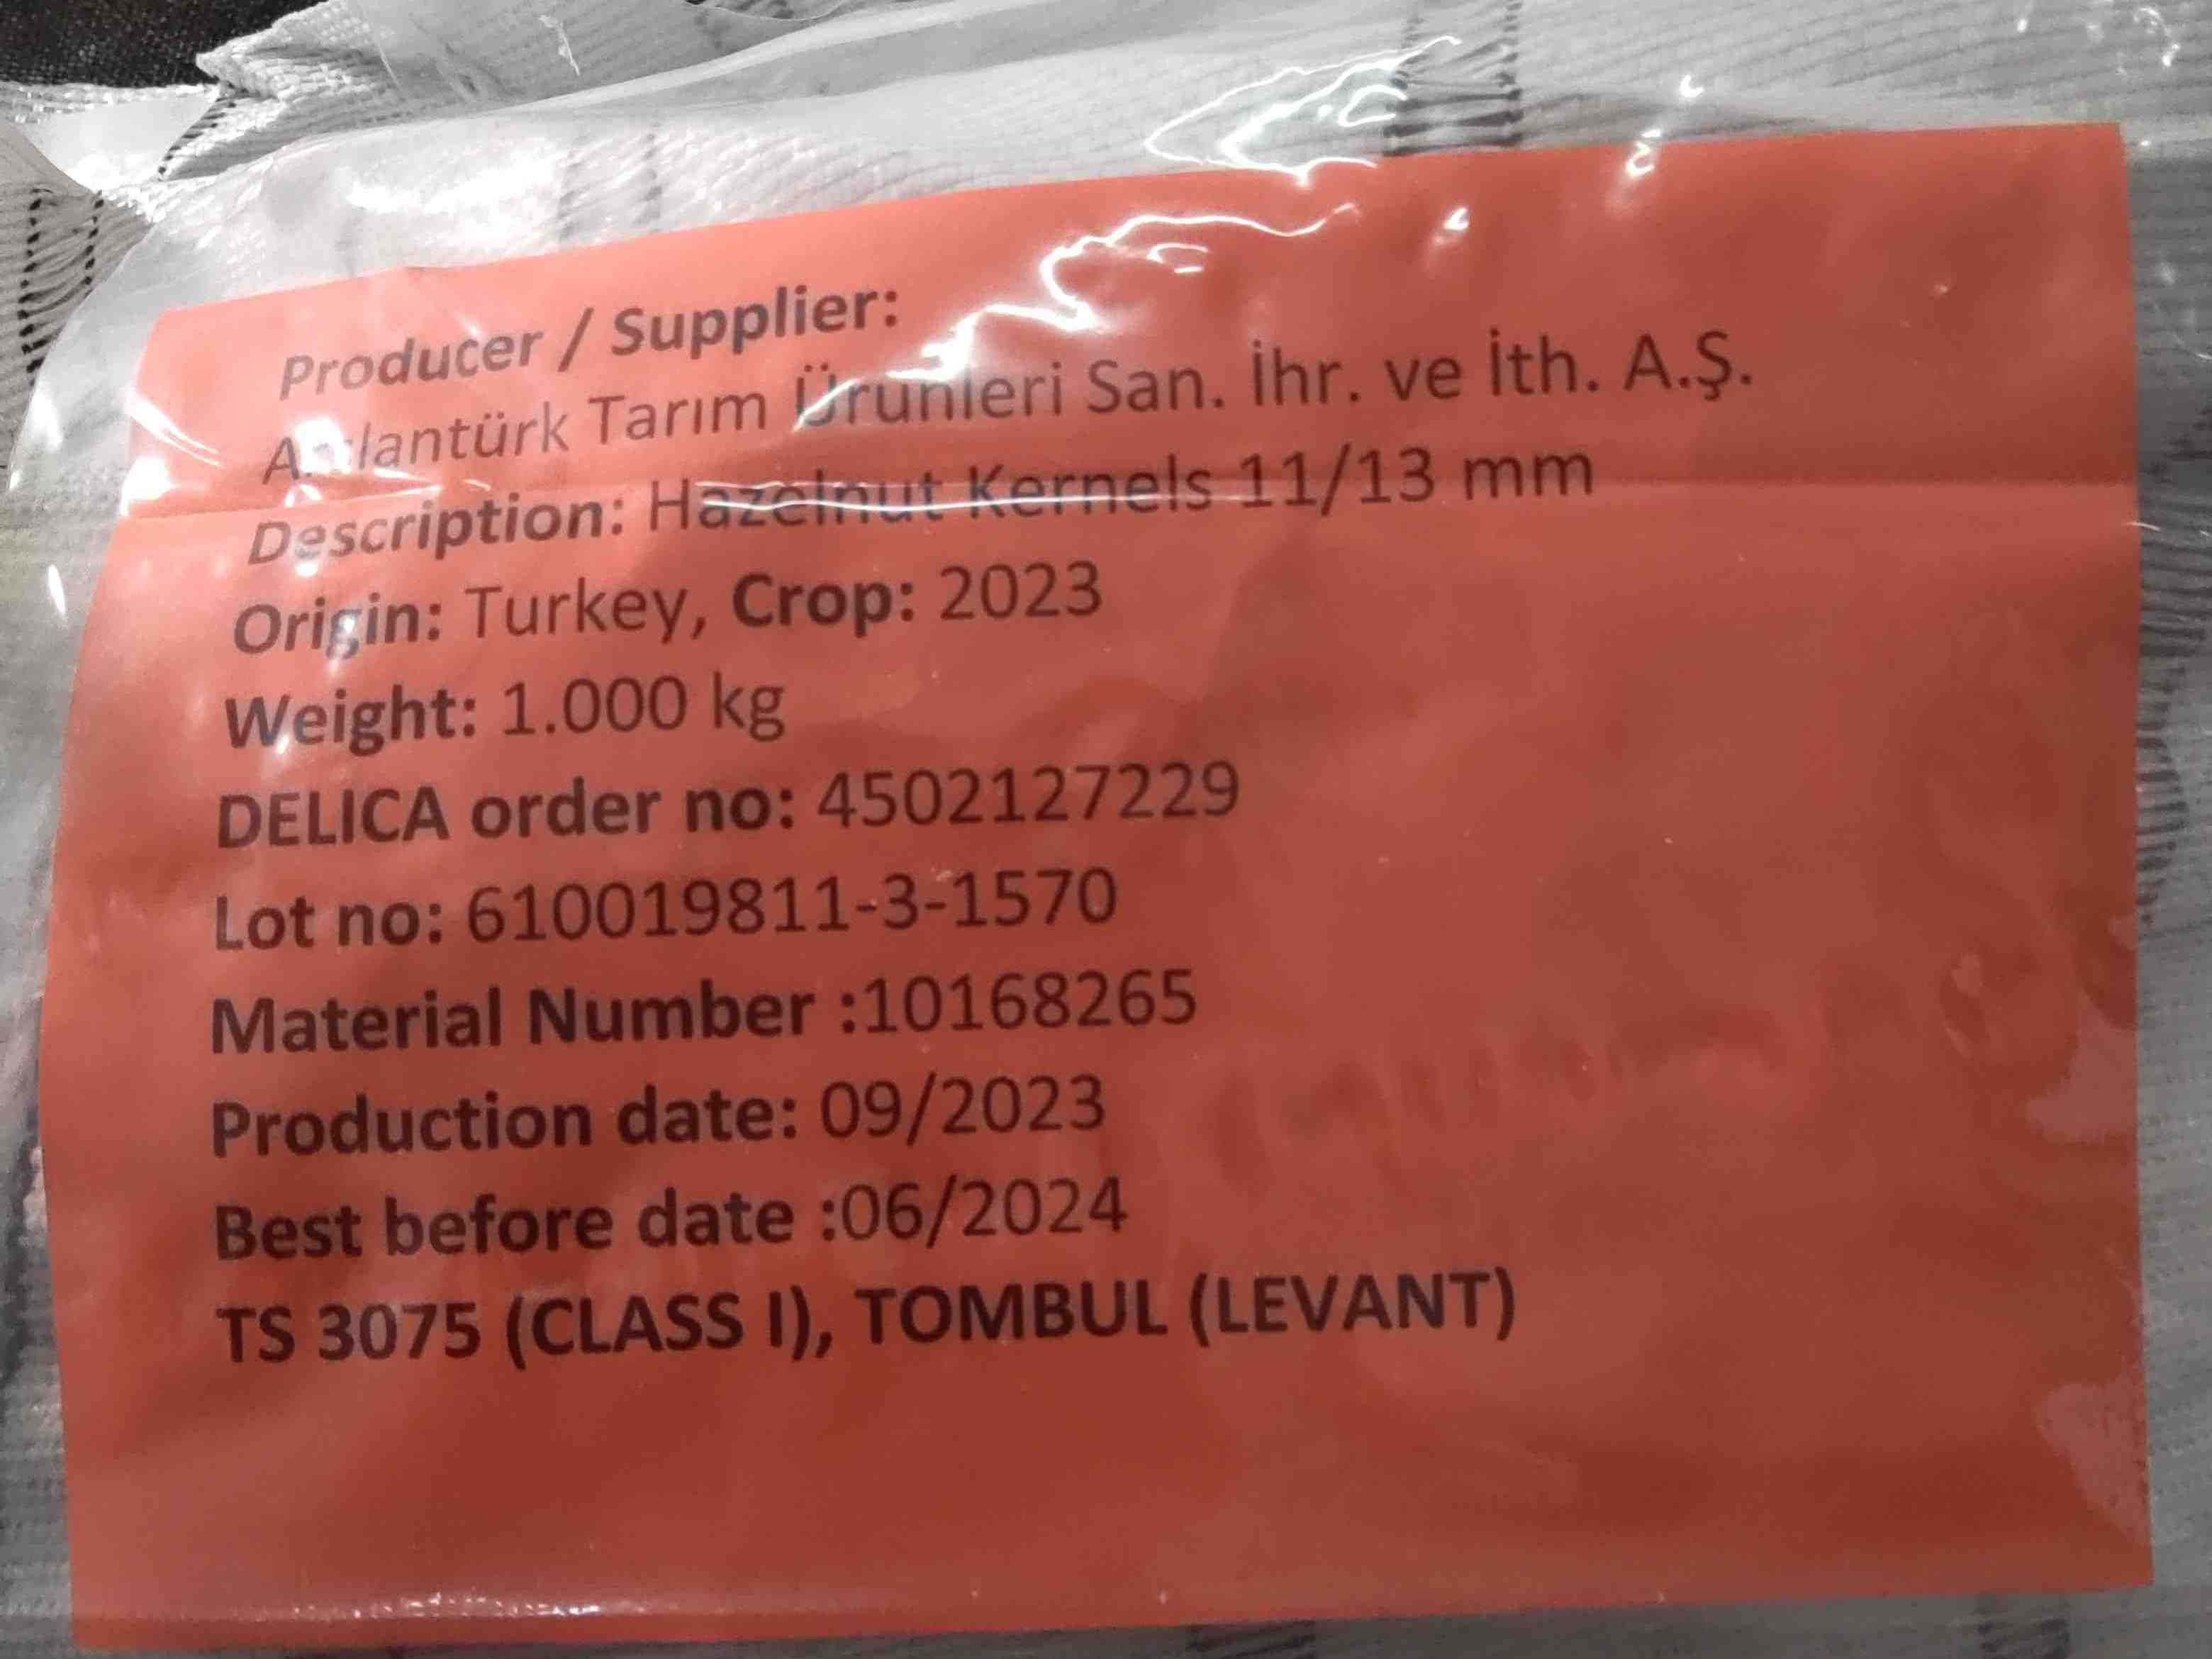 Producer / Supplier:
Tarım Ürünleri San. İhr. ve İth. A.Ş.
Description: Hazelnut Kernels 11/13 mm
Origin: Turkey, Crop: 2023
Weight: 1.000 kg
DELICA order no: 4502127229
Lot no: 610019811-3-1570
Material Number :10168265
Production date: 09/2023
Best before date :06/2024
TS 3075 (CLASS I), TOMBUL (LEVANT)